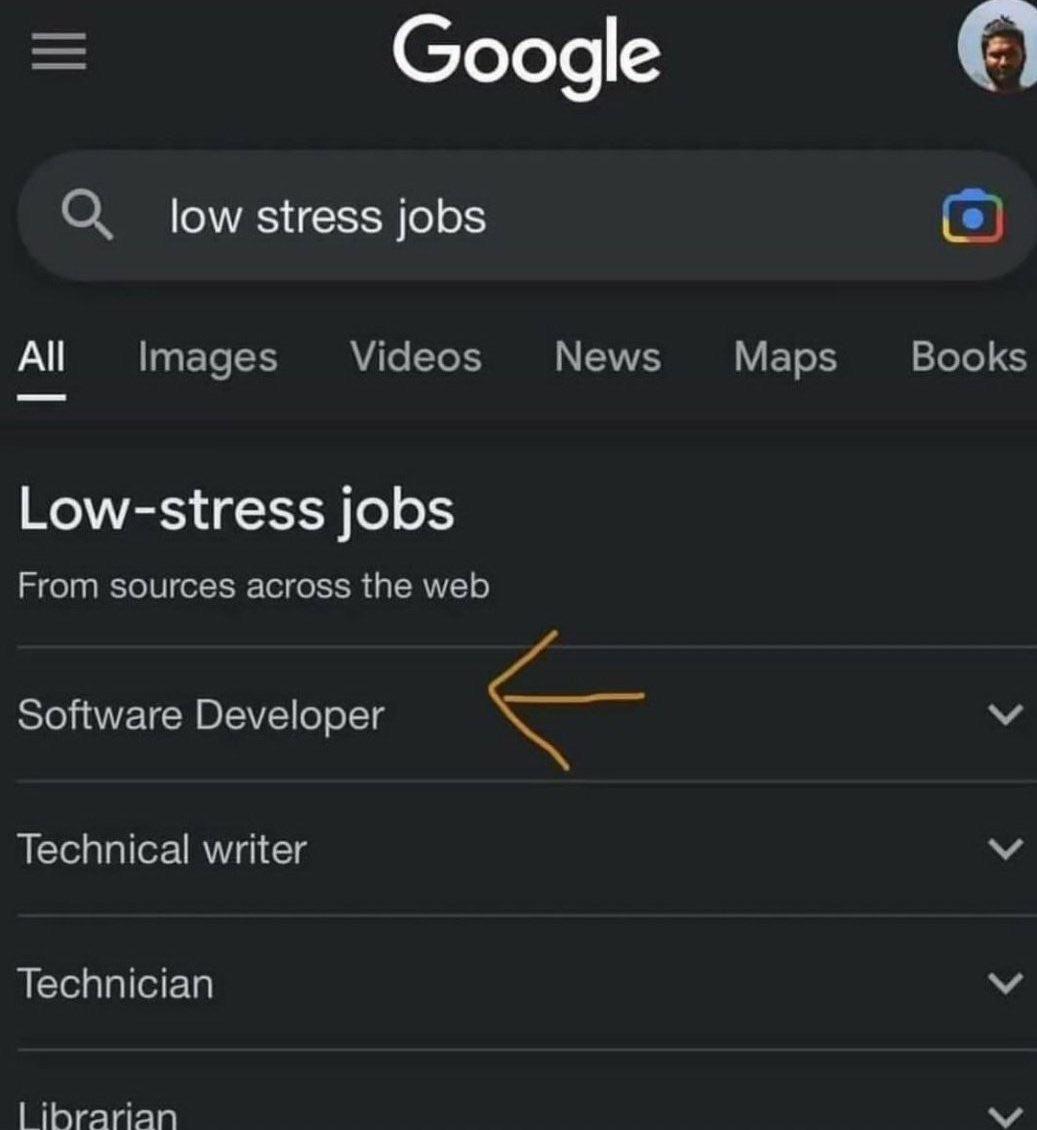 Google
low stress jobs
All Images Videos News Maps Books
Low-stress jobs
From sources across the web
Software Developer
Technical writer
Technician
Librarian